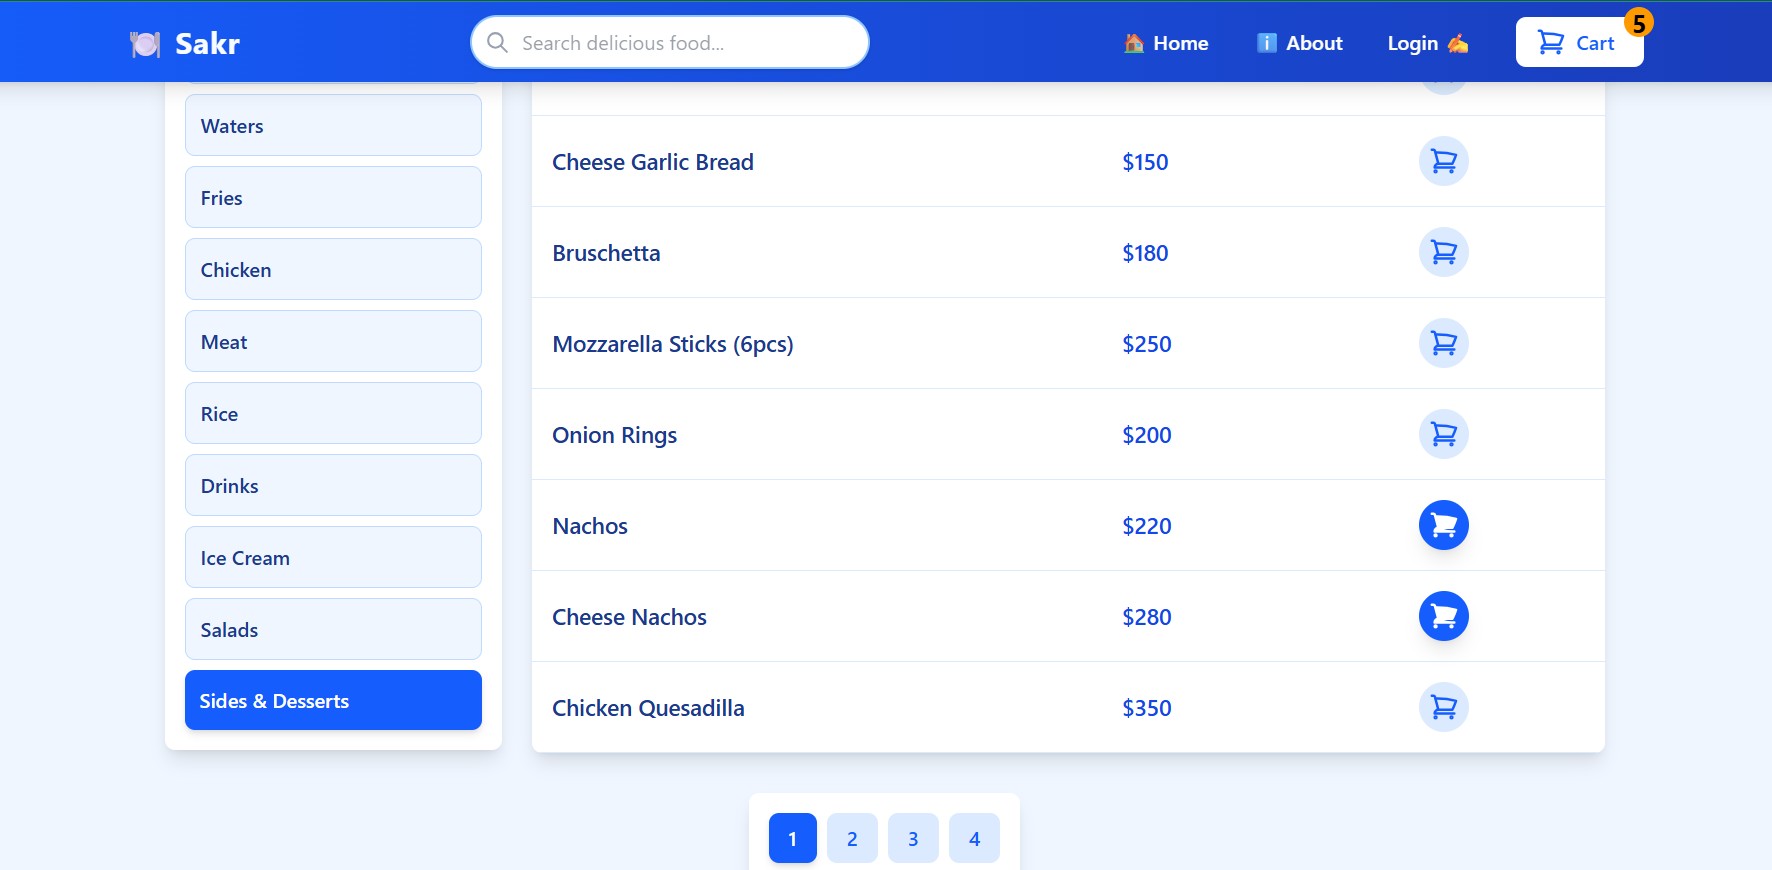 Sakr
Search delicious food...
Home
About
Login
Cart
5
Waters
Fries
Chicken
Meat
Rice
Drinks
Ice Cream
Salads
Sides & Desserts
Cheese Garlic Bread $150
Bruschetta $180
Mozzarella Sticks (6pcs) $250
Onion Rings $200
Nachos $220
Cheese Nachos $280
Chicken Quesadilla $350
1 2 3 4